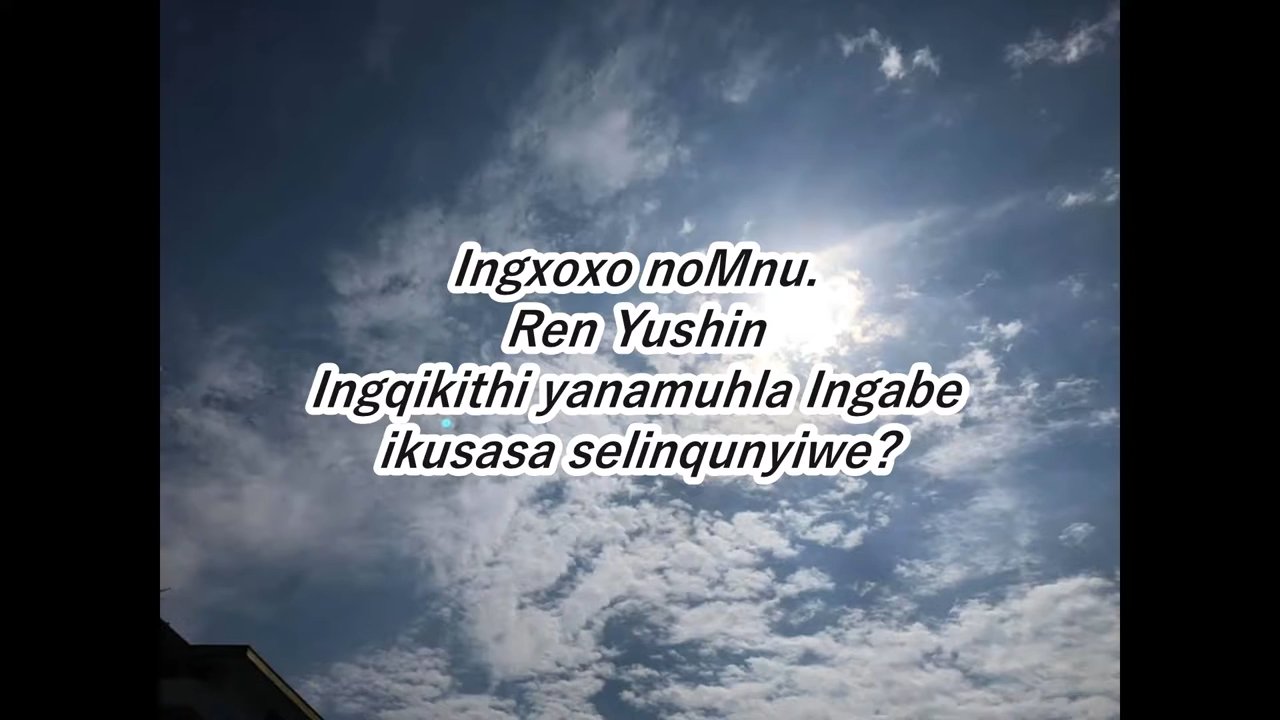 Ingxoxo noMnu.
Ren Yushin
Ingqikithi yanamuhla Ingabe
ikusasa selinqunyiwe?